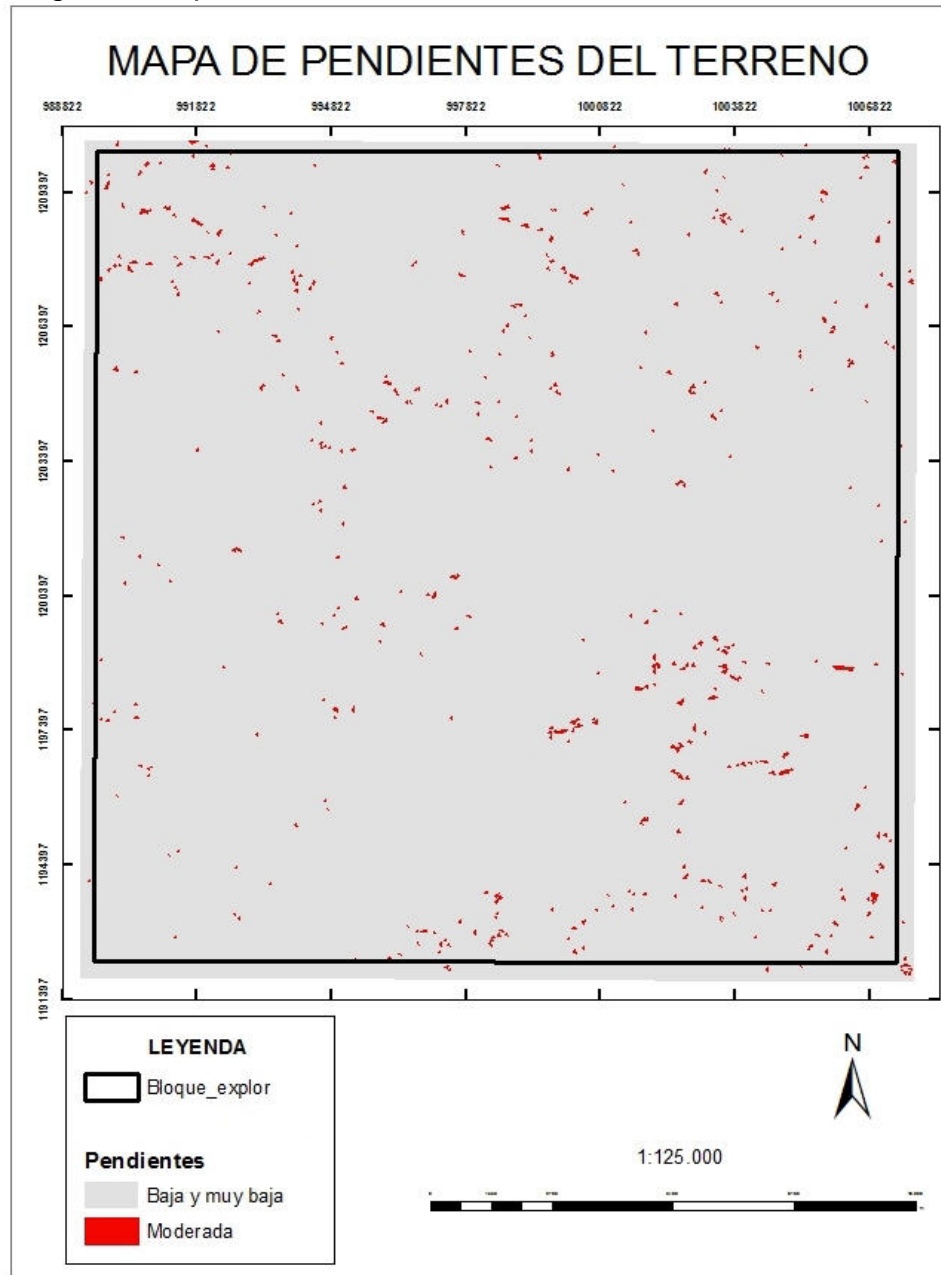 MAPA DE PENDIENTES DEL TERRENO
988822 991822 994822 997822 1000822 1003822 1006822
1209397
1206397
1203397
1200397
1197397
1194397
1191397
LEYENDA
Bloque_explor
Pendientes
Baja y muy baja
Moderada
N
1:125.000